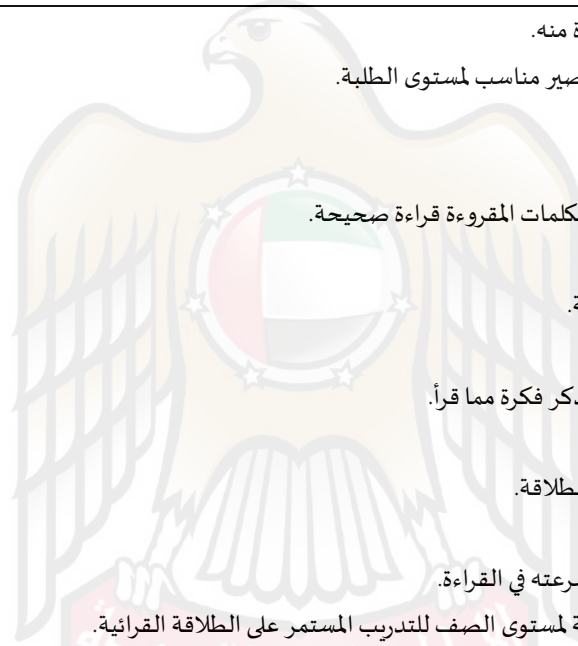 ة منه.
صير مناسب لمستوى الطلبة.
كلمات المقروءة قراءة صحيحة.
ة.
كر فكرة مما قرأ.
طلاقة.
رعته في القراءة.
ة لمستوى الصف للتدريب المستمر على الطلاقة القرائية.